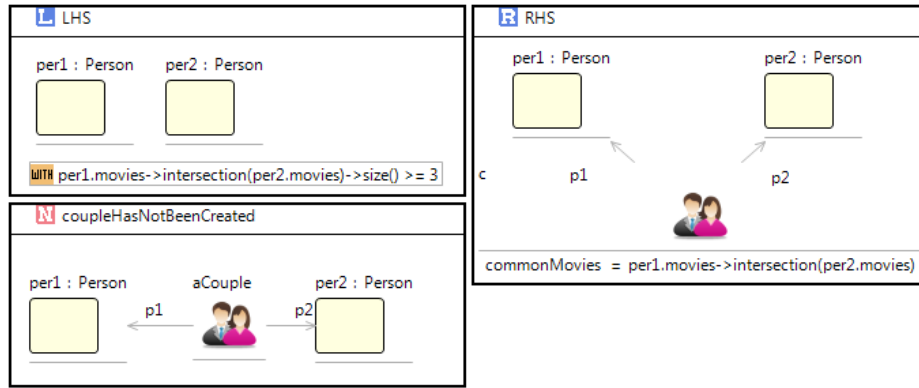 L LHS
per1 : Person per2 : Person
WITH per1.movies->intersection(per2.movies)->size() >= 3
N coupleHasNotBeenCreated
per1 : Person aCouple per2 : Person
p1 p2
R RHS
per1 : Person per2 : Person
c p1 p2
commonMovies = per1.movies->intersection(per2.movies)